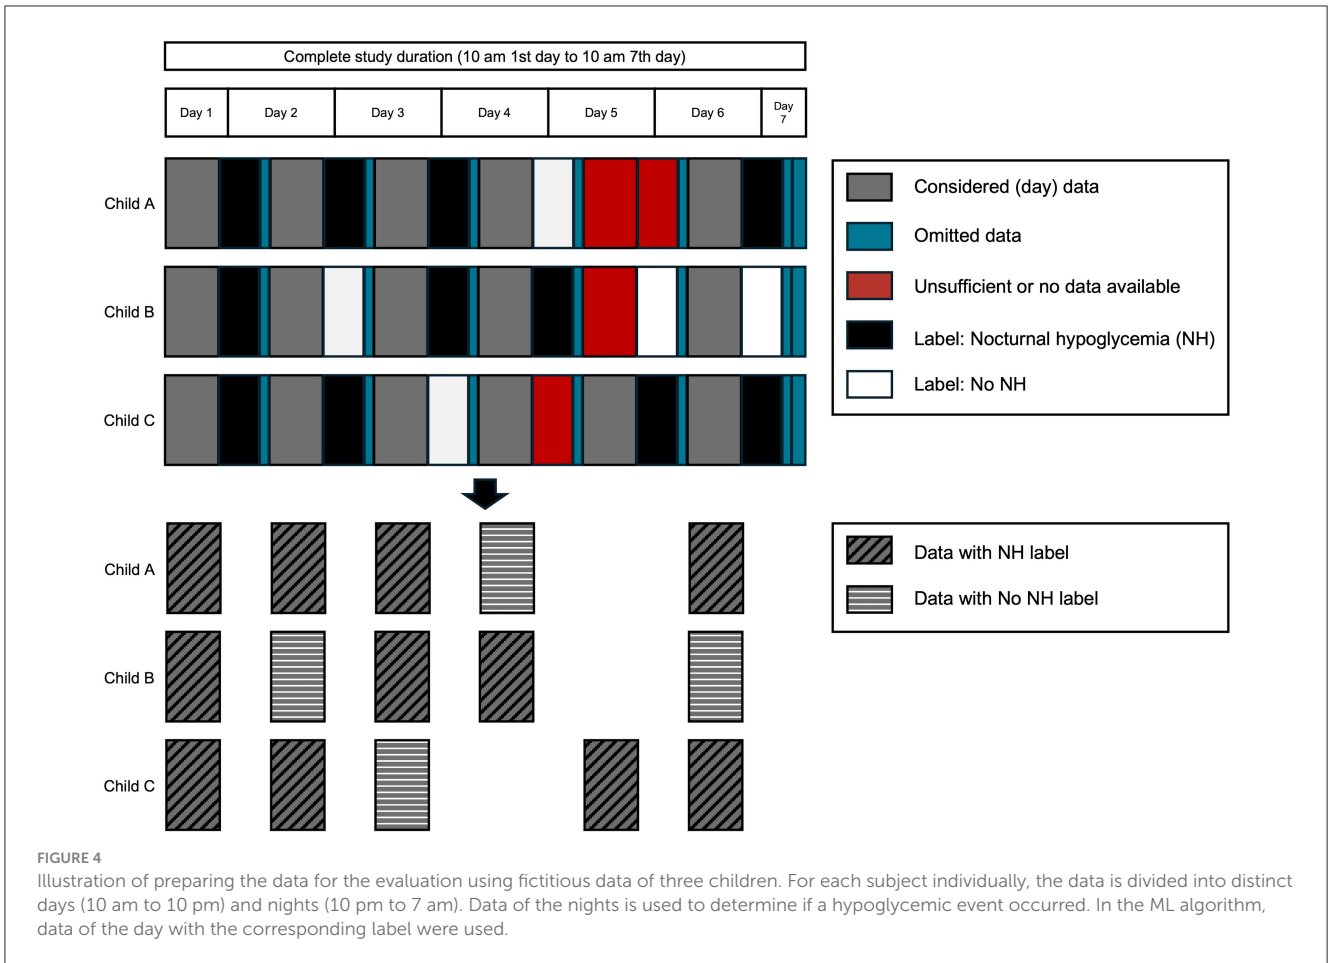 Complete study duration (10 am 1st day to 10 am 7th day)
Day 1
Day 2
Day 3
Day 4
Day 5
Day 6
Day
7
Child A
Child B
Child C
Considered (day) data
Omitted data
Unsufficient or no data available
Label: Nocturnal hypoglycemia (NH)
Label: No NH
Child A
Child B
Child C
Data with NH label
Data with No NH label
FIGURE 4
Illustration of preparing the data for the evaluation using fictitious data of three children. For each subject individually, the data is divided into distinct
days (10 am to 10 pm) and nights (10 pm to 7 am). Data of the nights is used to determine if a hypoglycemic event occurred. In the ML algorithm,
data of the day with the corresponding label were used.